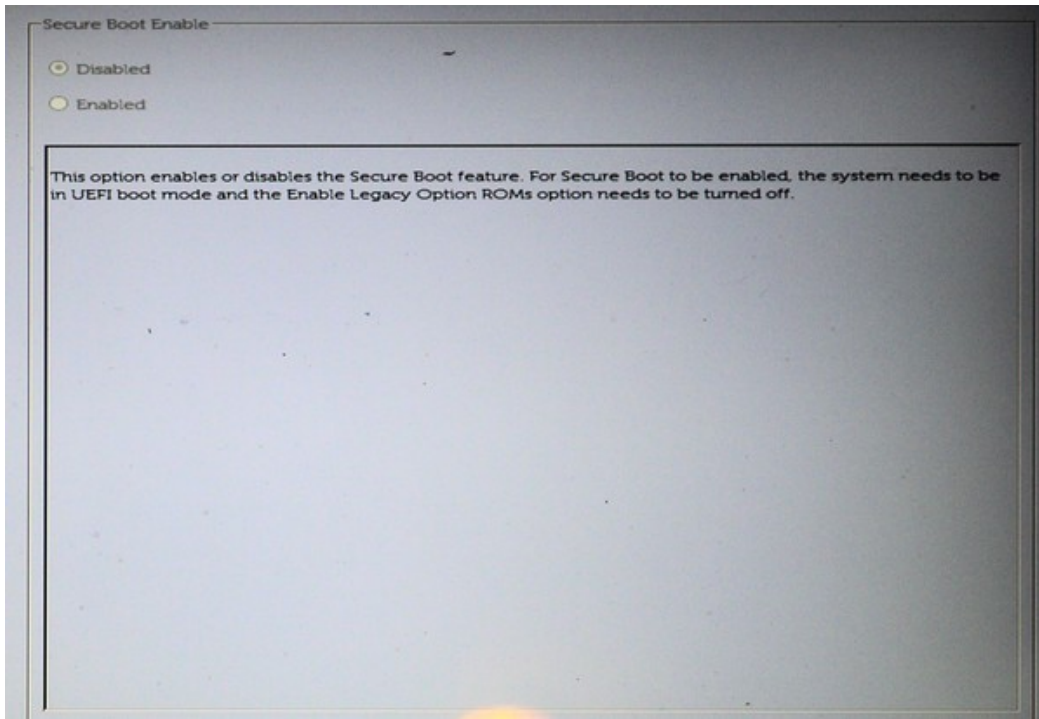 Secure Boot Enable
Disabled
Enabled
This option enables or disables the Secure Boot feature. For Secure Boot to be enabled, the system needs to be
in UEFI boot mode and the Enable Legacy Option ROMs option needs to be turned off.